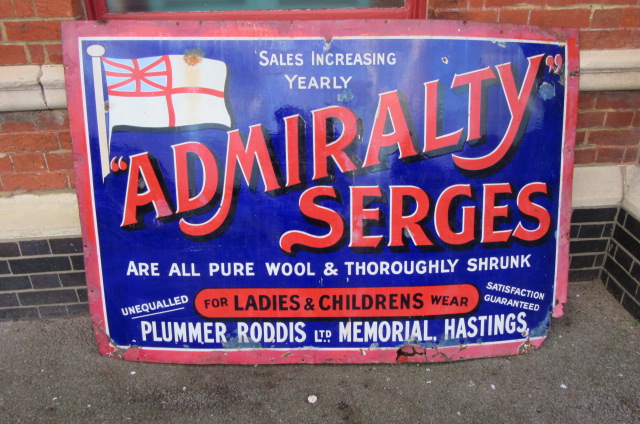 SALES INCREASING
YEARLY
"ADMIRALTY"
SERGES
ARE ALL PURE WOOL & THOROUGHLY SHRUNK
UNEQUALLED FOR LADIES & CHILDRENS WEAR SATISFACTION GUARANTEED
PLUMMER RODDIS LTD. MEMORIAL, HASTINGS,